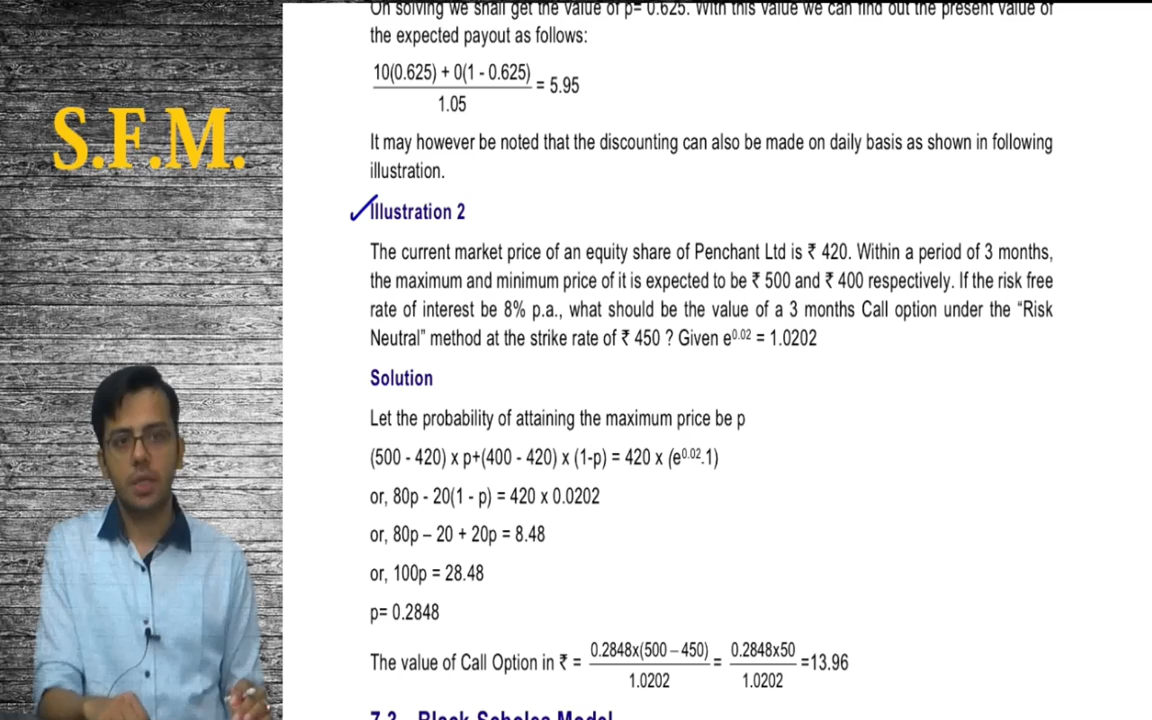 S.F.M.
On solving we shall get the value of p= 0.625. With this value we can find out the present value of
the expected payout as follows:
10(0.625) + 0(1 - 0.625)
1.05
= 5.95
It may however be noted that the discounting can also be made on daily basis as shown in following
illustration.
Illustration 2
The current market price of an equity share of Penchant Ltd is ₹ 420. Within a period of 3 months,
the maximum and minimum price of it is expected to be ₹ 500 and ₹ 400 respectively. If the risk free
rate of interest be 8% p.a., what should be the value of a 3 months Call option under the “Risk
Neutral” method at the strike rate of ₹ 450 ? Given e0.02 = 1.0202
Solution
Let the probability of attaining the maximum price be p
(500 - 420) x p+(400 - 420) x (1-p) = 420 x (e0.02-1)
or, 80p - 20(1 - p) = 420 x 0.0202
or, 80p – 20 + 20p = 8.48
or, 100p = 28.48
p= 0.2848
The value of Call Option in ₹ = 0.2848x(500 – 450) / 1.0202 = 0.2848x50 / 1.0202 =13.96
7.3 Black Scholes Model